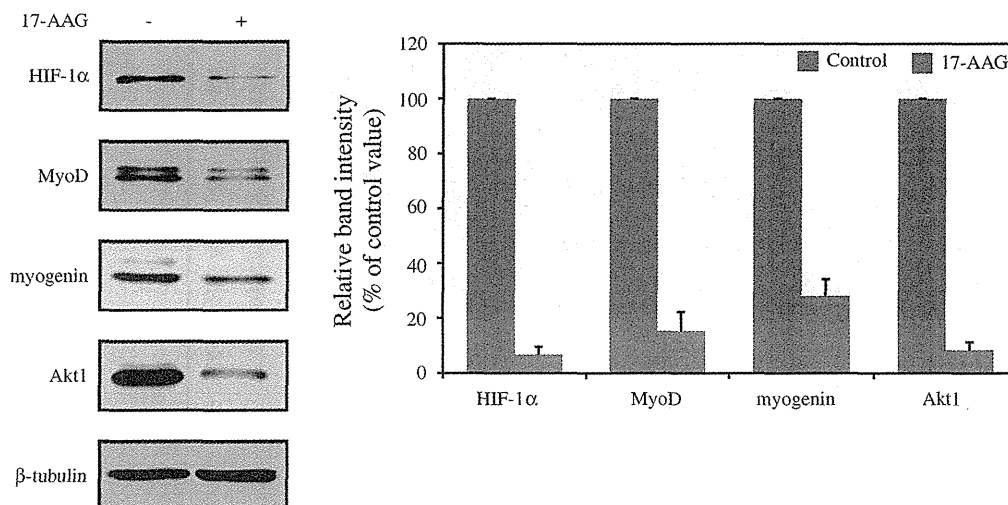 17-AAG - +
HIF-1α
MyoD
myogenin
Akt1
β-tubulin
Relative band intensity
(% of control value)
120
100
80
60
40
20
0
Control 17-AAG
HIF-1α MyoD myogenin Akt1